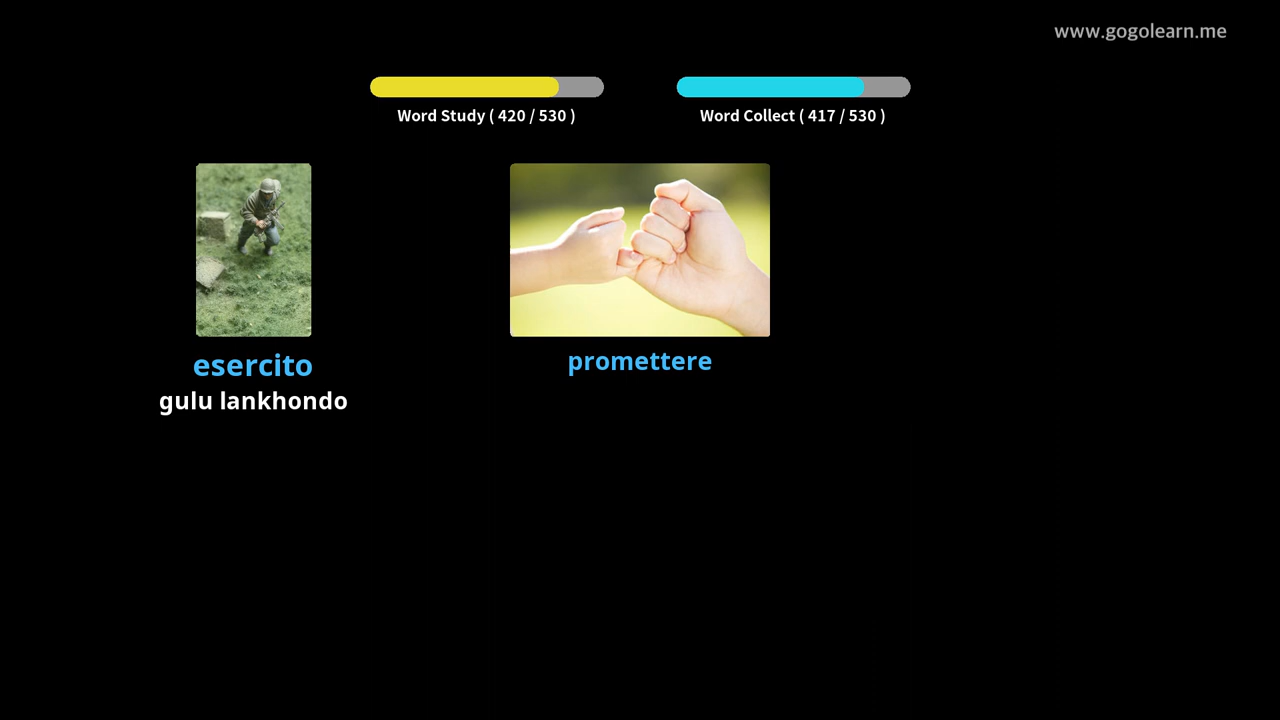 www.gogolearn.me
Word Study ( 420 / 530 )
Word Collect ( 417 / 530 )
esercito
gulu lankhondo
promettere